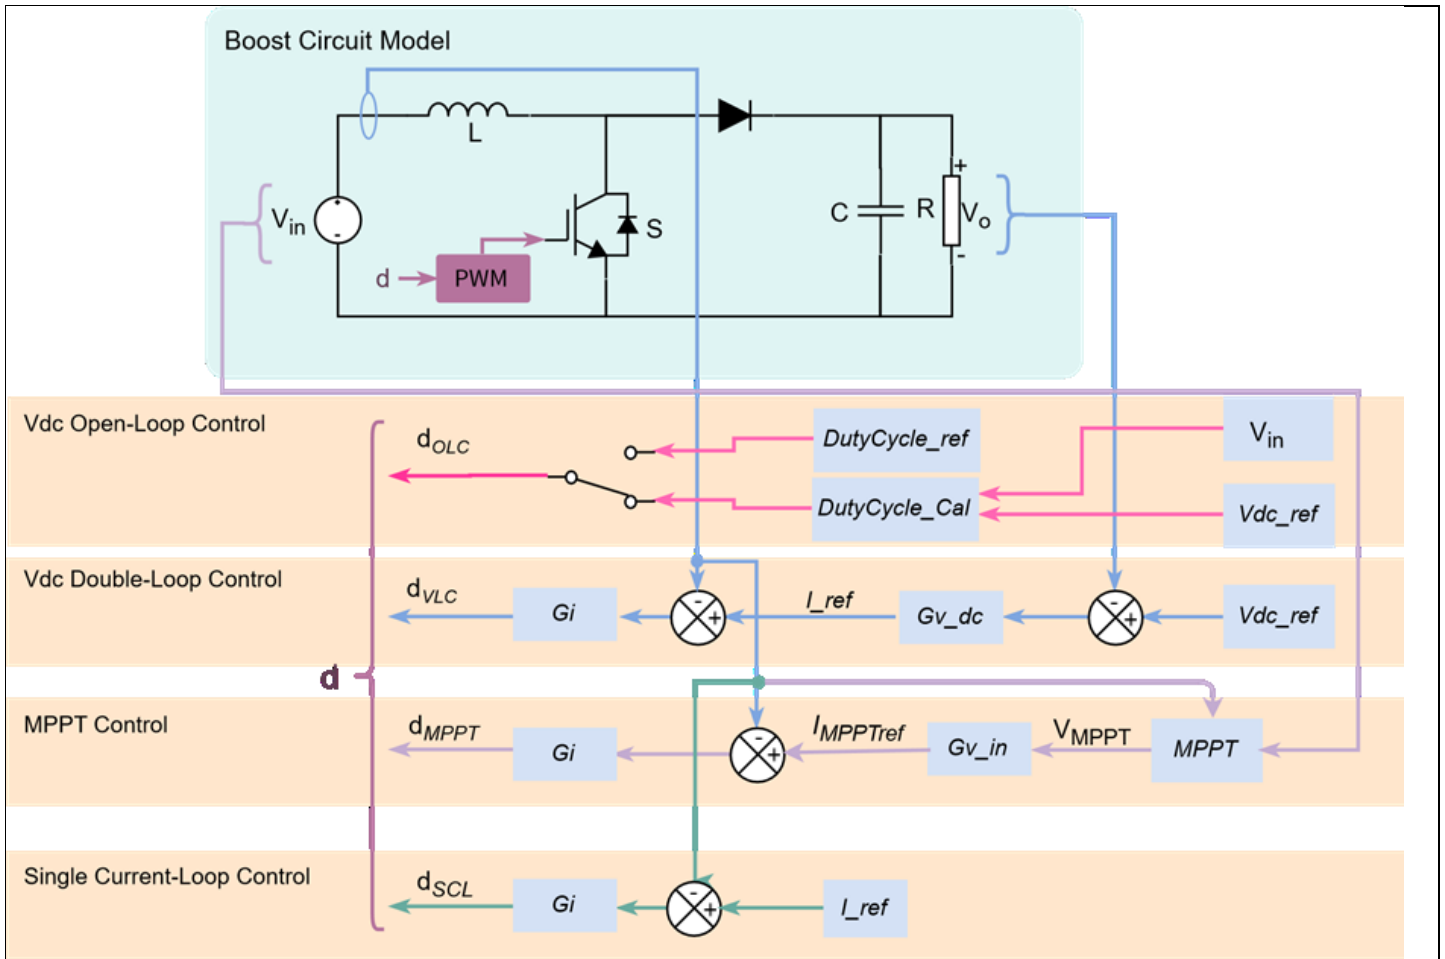 Boost Circuit Model
L
+
Vin
S
C
R
Vo
-
d
PWM
Vdc Open-Loop Control
dOLC
DutyCycle_ref
Vin
DutyCycle_Cal
Vdc_ref
Vdc Double-Loop Control
dVLC
Gi
-
+
I_ref
Gv_dc
-
+
Vdc_ref
d
MPPT Control
dMPPT
Gi
-
+
IMPPTref
Gv_in
VMPPT
MPPT
Single Current-Loop Control
dSCL
Gi
-
+
I_ref